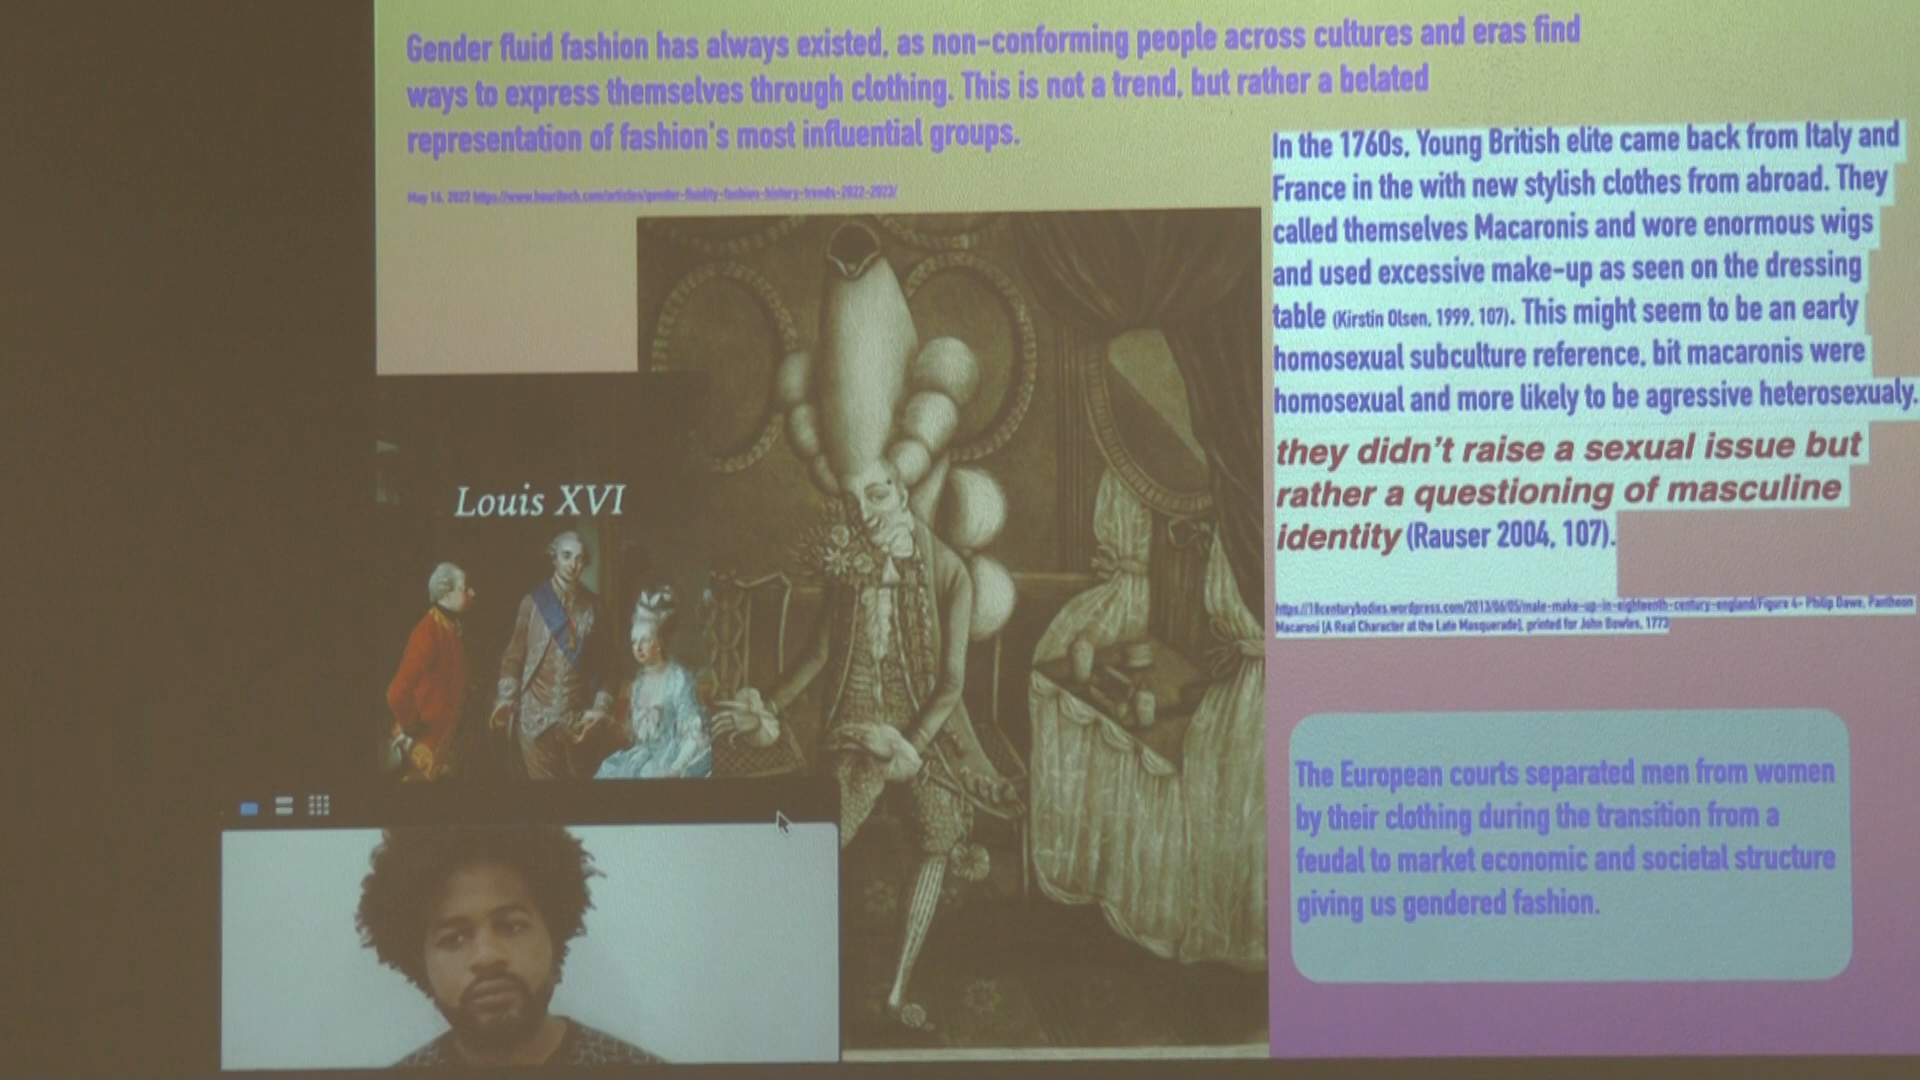 Gender fluid fashion has always existed, as non-conforming people across cultures and eras find
ways to express themselves through clothing. This is not a trend, but rather a belated
representation of fashion's most influential groups.
May 16, 2022 https://www.heuritech.com/articles/gender-fluidity-fashion-history-trends-2022-2023/
In the 1760s, Young British elite came back from Italy and
France in the with new stylish clothes from abroad. They
called themselves Macaronis and wore enormous wigs
and used excessive make-up as seen on the dressing
table (Kirstin Olsen, 1999, 107). This might seem to be an early
homosexual subculture reference, bit macaronis were
homosexual and more likely to be agressive heterosexualy.
they didn't raise a sexual issue but
rather a questioning of masculine
identity (Rauser 2004, 107).
https://18centurybodies.wordpress.com/2013/06/05/male-make-up-in-eighteenth-century-england/Figure 4- Philip Dawe, Pantheon
Macaroni [A Real Character at the Late Masquerade], printed for John Bowles, 1773
Louis XVI
The European courts separated men from women
by their clothing during the transition from a
feudal to market economic and societal structure
giving us gendered fashion.